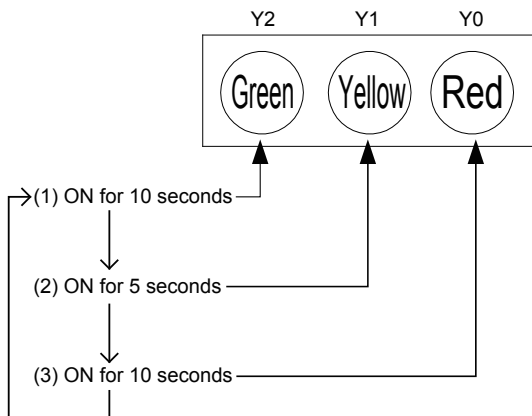 Y2 Y1 Y0
Green Yellow Red
(1) ON for 10 seconds
(2) ON for 5 seconds
(3) ON for 10 seconds